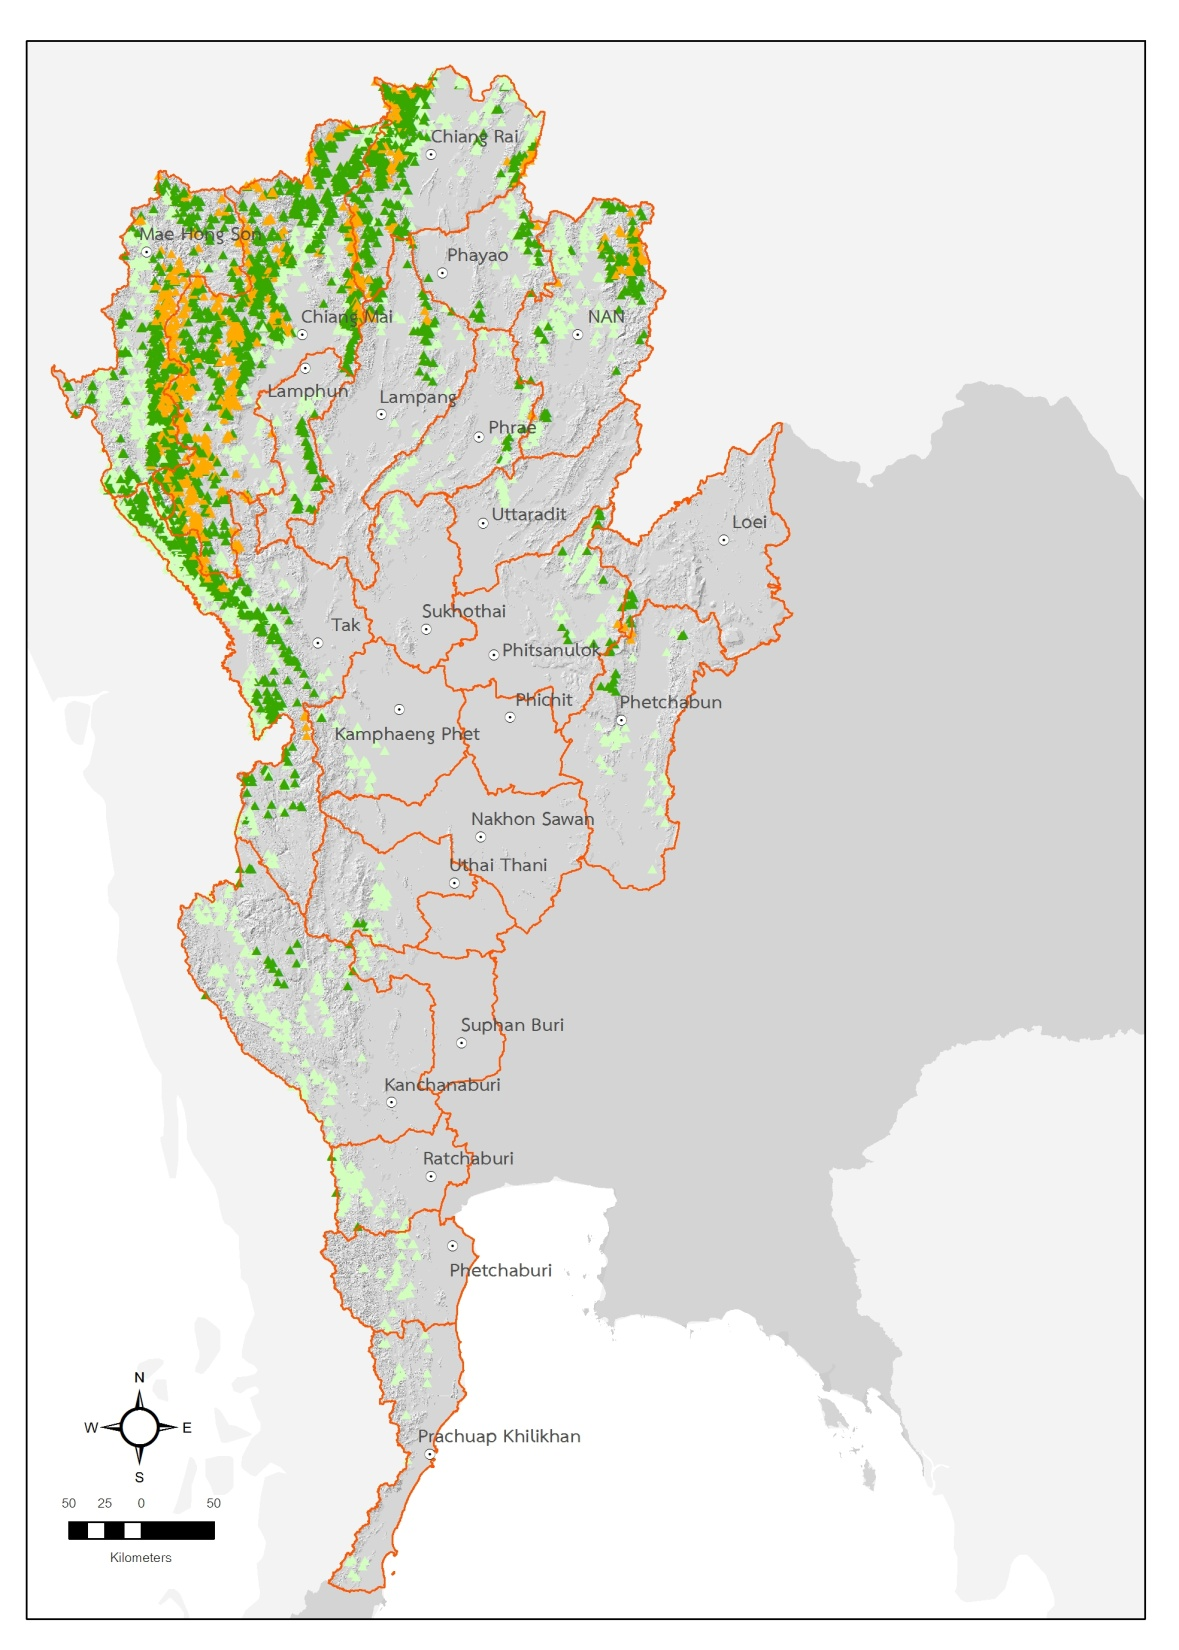 Chiang Rai
Mae Hong Son
Phayao
Chiang Mai
NAN
Lamphun
Lampang
Phrae
Uttaradit
Loei
Sukhothai
Tak
Phitsanulok
Phichit
Phetchabun
Kamphaeng Phet
Nakhon Sawan
Uthai Thani
Suphan Buri
Kanchanaburi
Ratchaburi
Phetchaburi
Prachuap Khilikhan
N
W E
S
50 25 0 50
Kilometers